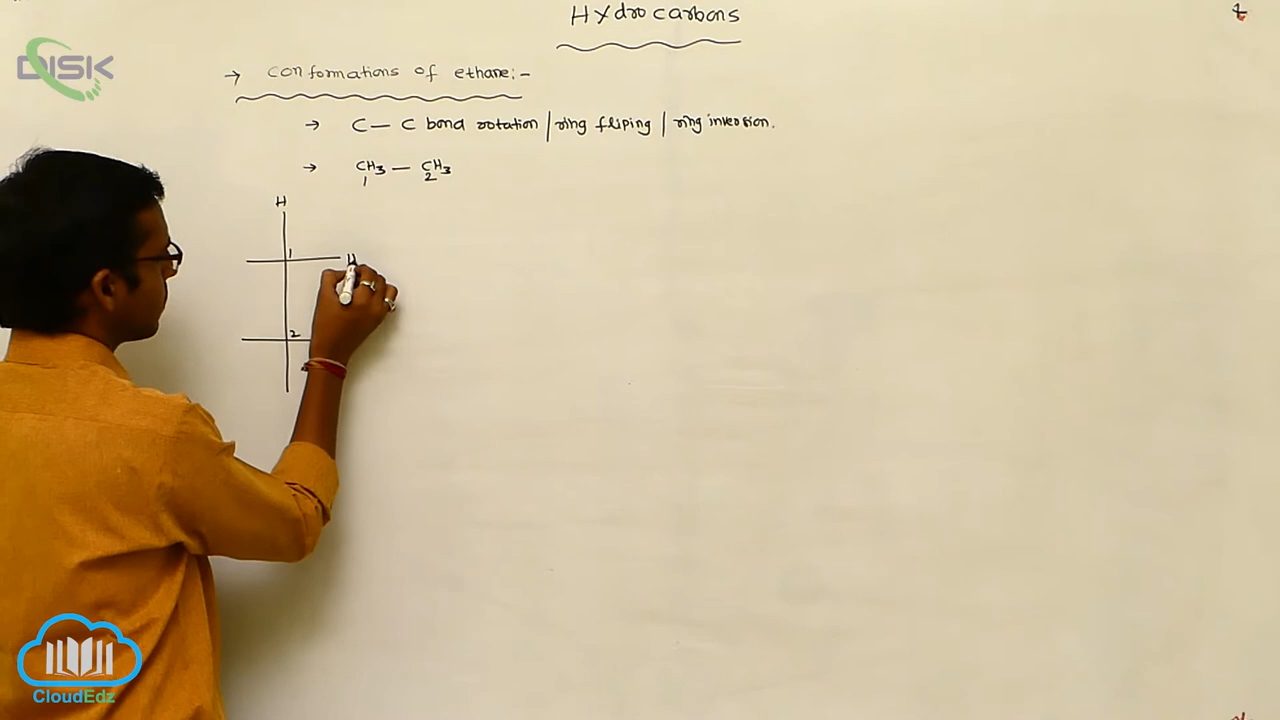 Hydrocarbons
DISK
→ conformations of ethane:-
→ C — C bond rotation / ring fliping / ring inversion.
→ CH3 — CH3
1 2
H
1 H
2
CloudEdz